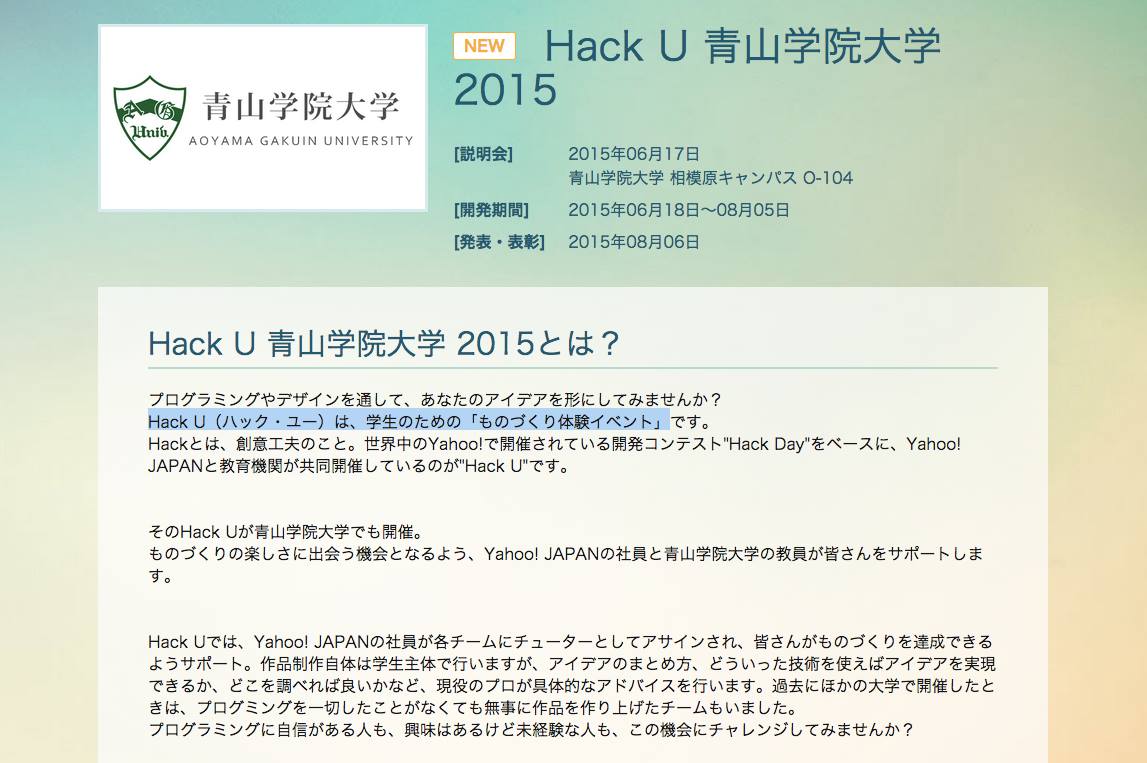 NEW Hack U 青山学院大学
2015
A G
Univ.
青山学院大学
AOYAMA GAKUIN UNIVERSITY
[説明会] 2015年06月17日
青山学院大学 相模原キャンパス O-104
[開発期間] 2015年06月18日〜08月05日
[発表・表彰] 2015年08月06日
Hack U 青山学院大学 2015とは？
プログラミングやデザインを通して、あなたのアイデアを形にしてみませんか？
Hack U（ハック・ユー）は、学生のための「ものづくり体験イベント」です。
Hackとは、創意工夫のこと。世界中のYahoo!で開催されている開発コンテスト"Hack Day"をベースに、Yahoo!
JAPANと教育機関が共同開催しているのが"Hack U"です。
そのHack Uが青山学院大学でも開催。
ものづくりの楽しさに出会う機会となるよう、Yahoo! JAPANの社員と青山学院大学の教員が皆さんをサポートしま
す。
Hack Uでは、Yahoo! JAPANの社員が各チームにチューターとしてアサインされ、皆さんがものづくりを達成できる
ようサポート。作品制作自体は学生主体で行いますが、アイデアのまとめ方、どういった技術を使えばアイデアを実現
できるか、どこを調べれば良いかなど、現役のプロが具体的なアドバイスを行います。過去にほかの大学で開催したと
きは、プログミングを一切したことがなくても無事に作品を作り上げたチームもいました。
プログラミングに自信がある人も、興味はあるけど未経験な人も、この機会にチャレンジしてみませんか？